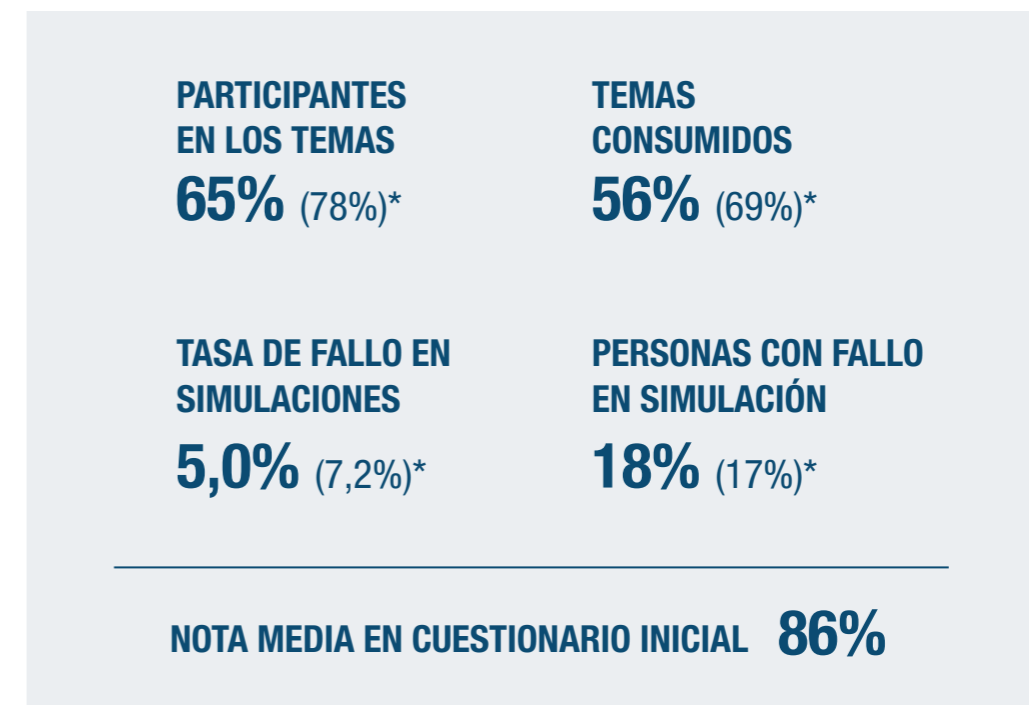 PARTICIPANTES
EN LOS TEMAS
65% (78%)*
TEMAS
CONSUMIDOS
56% (69%)*
TASA DE FALLO EN
SIMULACIONES
5,0% (7,2%)*
PERSONAS CON FALLO
EN SIMULACIÓN
18% (17%)*
NOTA MEDIA EN CUESTIONARIO INICIAL 86%